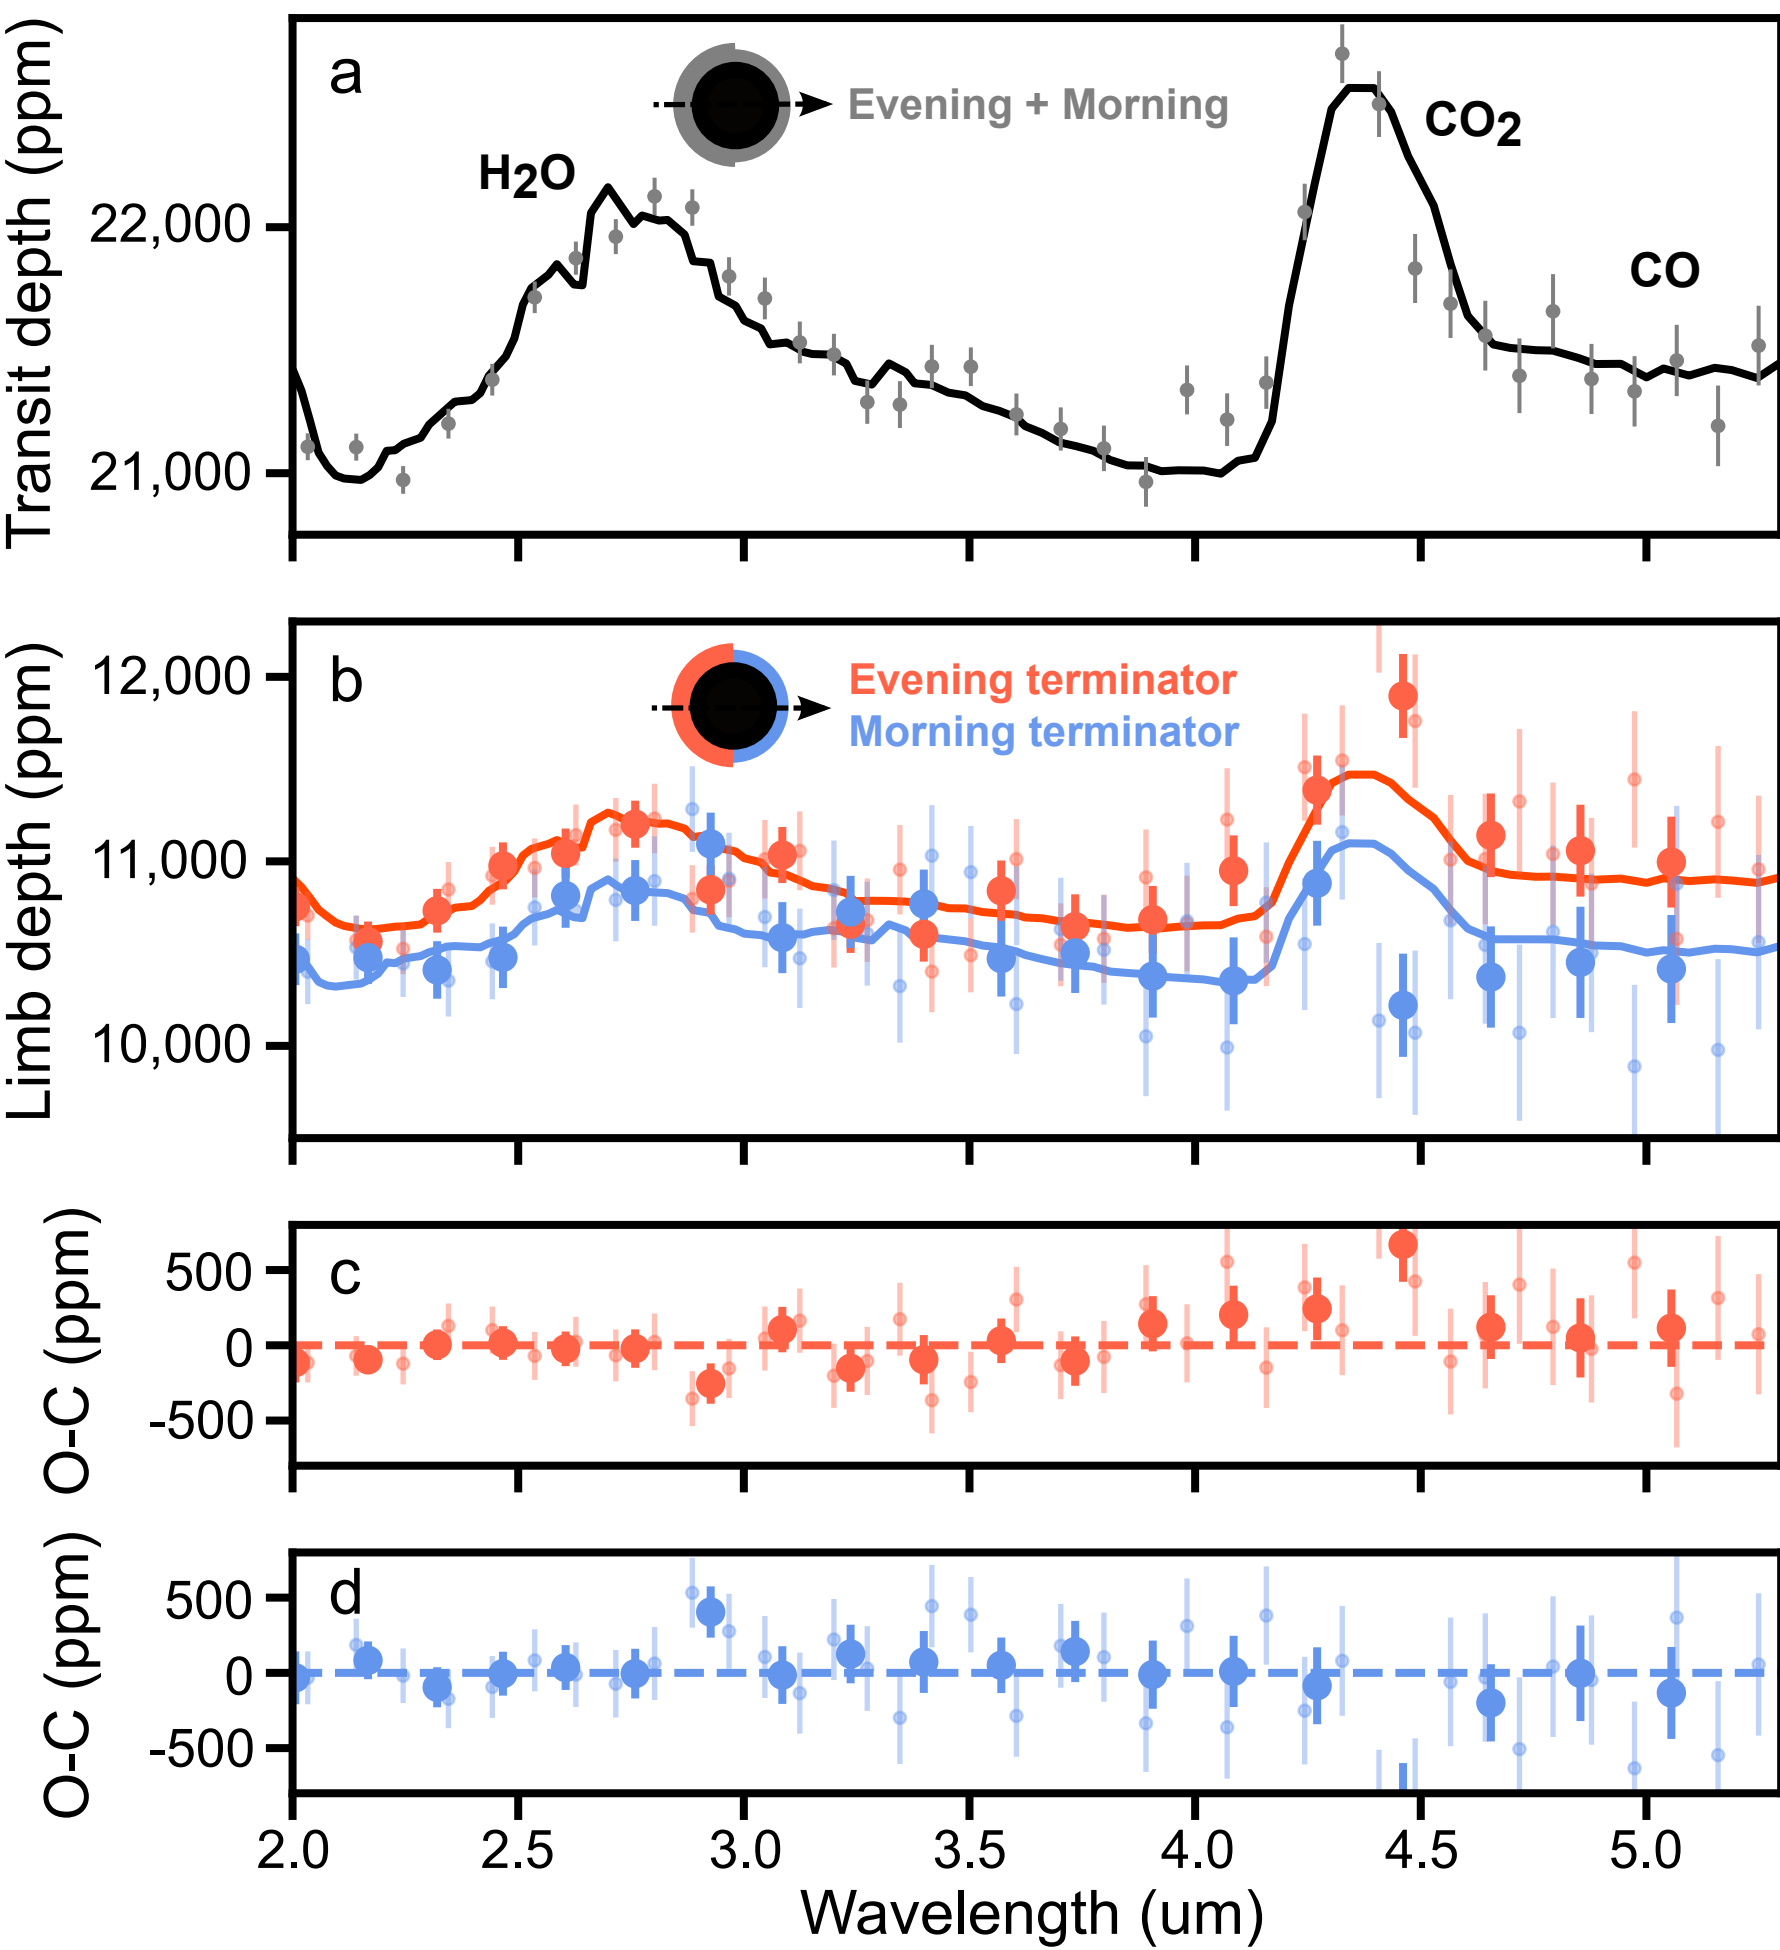 a
Evening + Morning
H2O
CO2
CO
Transit depth (ppm)
22,000
21,000
b
Evening terminator
Morning terminator
Limb depth (ppm)
12,000
11,000
10,000
c
O-C (ppm)
500
0
-500
d
O-C (ppm)
500
0
-500
2.0 2.5 3.0 3.5 4.0 4.5 5.0
Wavelength (um)